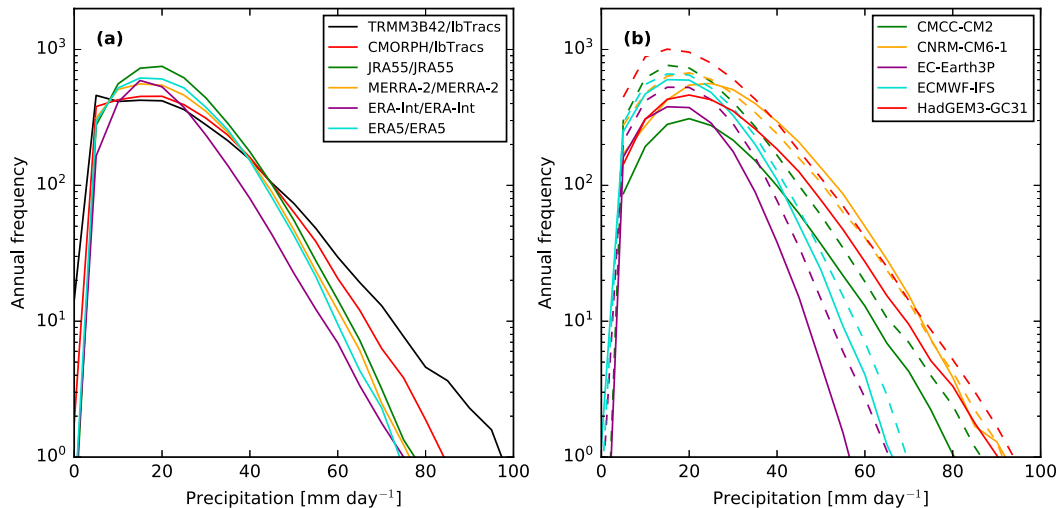 (a)
TRMM3B42/IbTracs
CMORPH/IbTracs
JRA55/JRA55
MERRA-2/MERRA-2
ERA-Int/ERA-Int
ERA5/ERA5
10³
10²
10¹
10⁰
Annual frequency
0 20 40 60 80 100
Precipitation [mm day⁻¹]
(b)
CMCC-CM2
CNRM-CM6-1
EC-Earth3P
ECMWF-IFS
HadGEM3-GC31
10³
10²
10¹
10⁰
Annual frequency
0 20 40 60 80 100
Precipitation [mm day⁻¹]